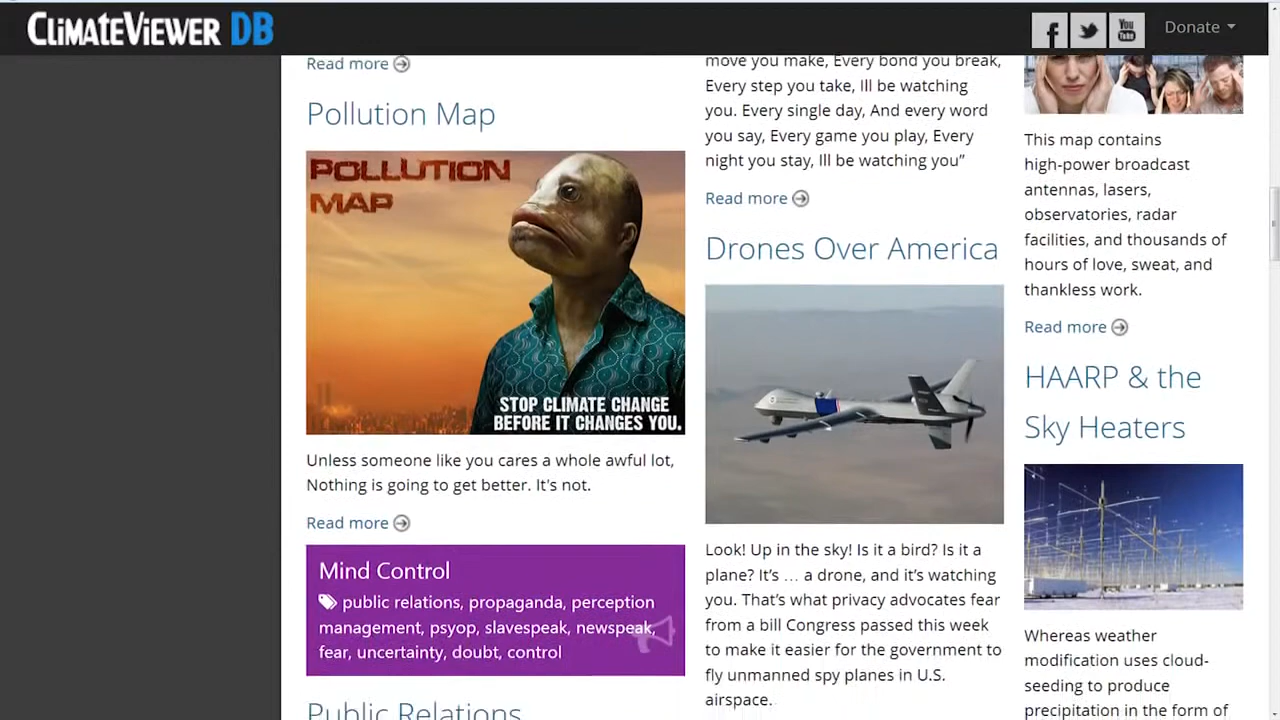 CLiMATEViEWER DB
Donate
Read more
Pollution Map
POLLUTION
MAP
STOP CLIMATE CHANGE
BEFORE IT CHANGES YOU.
Unless someone like you cares a whole awful lot,
Nothing is going to get better. It's not.
Read more
Mind Control
public relations, propaganda, perception
management, psyop, slavespeak, newspeak,
fear, uncertainty, doubt, control
Public Relations
move you make, Every bond you break,
Every step you take, Ill be watching
you. Every single day, And every word
you say, Every game you play, Every
night you stay, Ill be watching you”
Read more
Drones Over America
Look! Up in the sky! Is it a bird? Is it a
plane? It’s … a drone, and it’s watching
you. That’s what privacy advocates fear
from a bill Congress passed this week
to make it easier for the government to
fly unmanned spy planes in U.S.
airspace.
This map contains
high-power broadcast
antennas, lasers,
observatories, radar
facilities, and thousands of
hours of love, sweat, and
thankless work.
Read more
HAARP & the
Sky Heaters
Whereas weather
modification uses cloud-
seeding to produce
precipitation in the form of